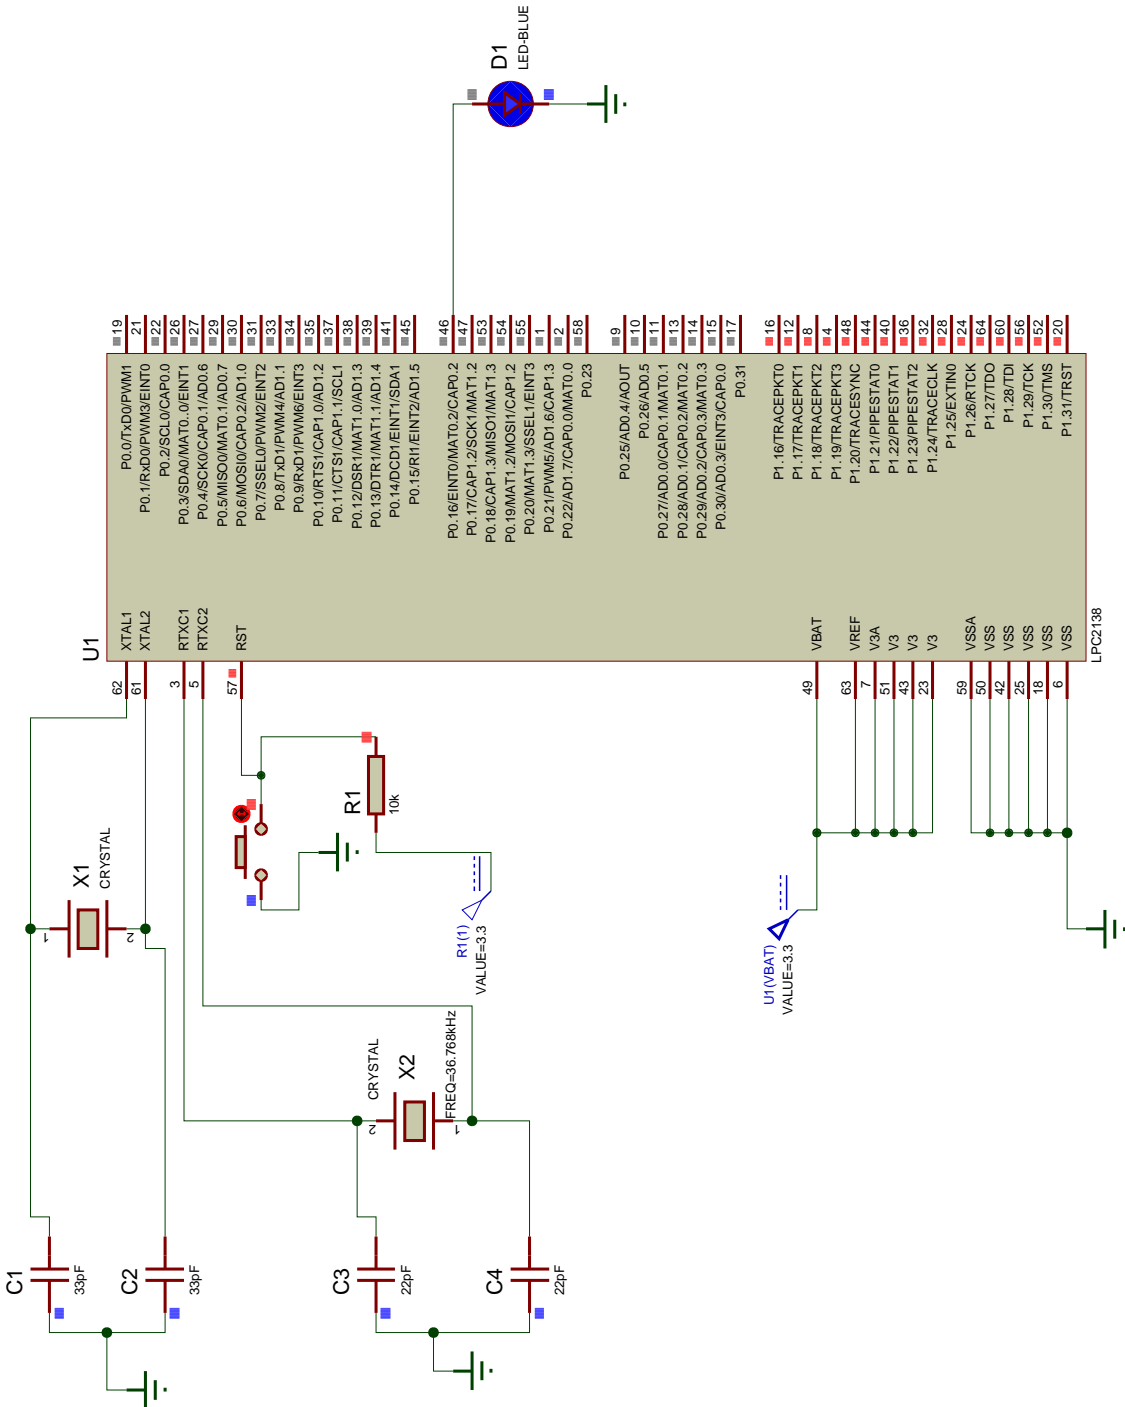 D1
LED-BLUE
U1
LPC2138
62
XTAL1
61
XTAL2
3
RTXC1
5
RTXC2
57
RST
49
VBAT
63
VREF
7
V3A
51
V3
43
V3
23
V3
59
VSSA
50
VSS
42
VSS
25
VSS
18
VSS
6
VSS
P0.0/TxD0/PWM1
19
P0.1/RxD0/PWM3/EINT0
21
P0.2/SCL0/CAP0.0
22
P0.3/SDA0/MAT0..0/EINT1
26
P0.4/SCK0/CAP0.1/AD0.6
27
P0.5/MISO0/MAT0.1/AD0.7
29
P0.6/MOSI0/CAP0.2/AD1.0
30
P0.7/SSEL0/PWM2/EINT2
31
P0.8/TxD1/PWM4/AD1.1
33
P0.9/RxD1/PWM6/EINT3
34
P0.10/RTS1/CAP1.0/AD1.2
35
P0.11/CTS1/CAP1.1/SCL1
37
P0.12/DSR1/MAT1.0/AD1.3
38
P0.13/DTR1/MAT1.1/AD1.4
39
P0.14/DCD1/EINT1/SDA1
41
P0.15/RI1/EINT2/AD1.5
45
P0.16/EINT0/MAT0.2/CAP0.2
46
P0.17/CAP1.2/SCK1/MAT1.2
47
P0.18/CAP1.3/MISO1/MAT1.3
53
P0.19/MAT1.2/MOSI1/CAP1.2
54
P0.20/MAT1.3/SSEL1/EINT3
55
P0.21/PWM5/AD1.6/CAP1.3
1
P0.22/AD1.7/CAP0.0/MAT0.0
2
P0.23
58
P0.25/AD0.4/AOUT
9
P0.26/AD0.5
10
P0.27/AD0.0/CAP0.1/MAT0.1
11
P0.28/AD0.1/CAP0.2/MAT0.2
13
P0.29/AD0.2/CAP0.3/MAT0.3
14
P0.30/AD0.3/EINT3/CAP0.0
15
P0.31
17
P1.16/TRACEPKT0
16
P1.17/TRACEPKT1
12
P1.18/TRACEPKT2
8
P1.19/TRACEPKT3
4
P1.20/TRACESYNC
48
P1.21/PIPESTAT0
44
P1.22/PIPESTAT1
40
P1.23/PIPESTAT2
36
P1.24/TRACECLK
32
P1.25/EXTIN0
28
P1.26/RTCK
24
P1.27/TDO
64
P1.28/TDI
60
P1.29/TCK
56
P1.30/TMS
52
P1.31/TRST
20
X1
CRYSTAL
1
2
X2
CRYSTAL
FREQ=36.768kHz
2
1
R1
10k
R1(1)
VALUE=3.3
U1(VBAT)
VALUE=3.3
C1
33pF
C2
33pF
C3
22pF
C4
22pF